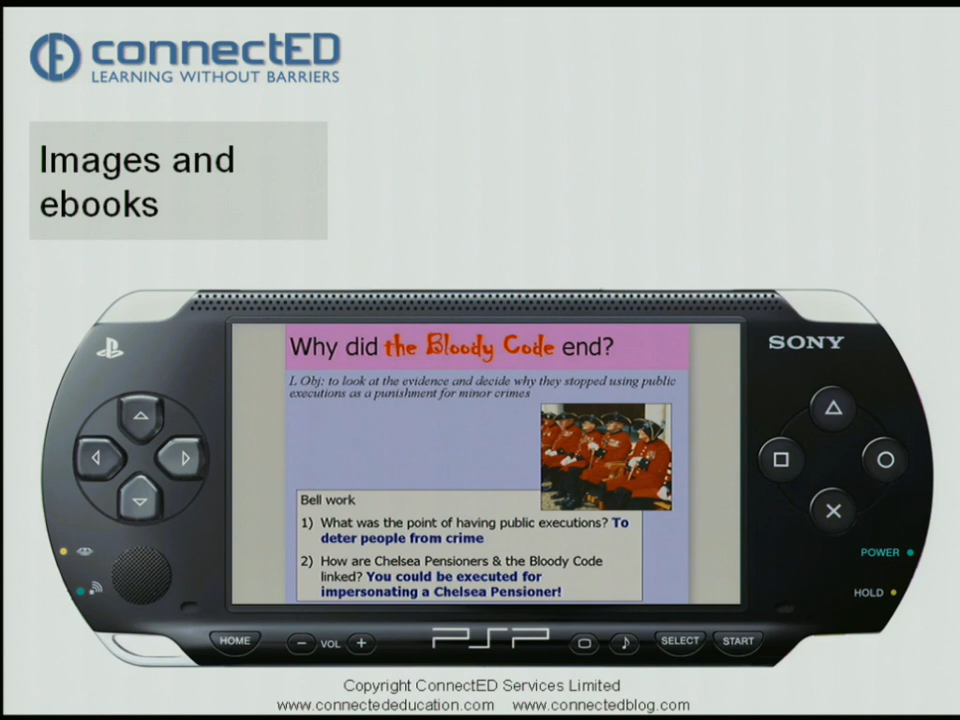 connectED
LEARNING WITHOUT BARRIERS
Images and
ebooks
SONY
Why did the Bloody Code end?
L Obj: to look at the evidence and decide why they stopped using public
executions as a punishment for minor crimes
Bell work
1) What was the point of having public executions? To
deter people from crime
2) How are Chelsea Pensioners & the Bloody Code
linked? You could be executed for
impersonating a Chelsea Pensioner!
POWER
HOLD
HOME
− VOL +
PSP
SELECT
START
Copyright ConnectED Services Limited
www.connectededucation.com www.connectedblog.com